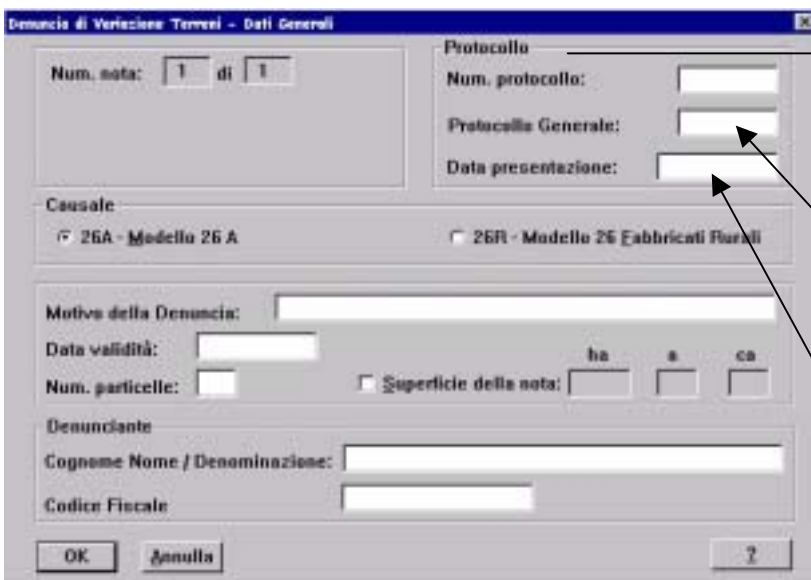 Denuncia di Variazione Terreni - Dati Generali
Num. nota: 1 di 1
Protocollo
Num. protocollo:
Protocollo Generale:
Data presentazione:
Causale
26A - Modello 26 A
26R - Modello 26 Fabbricati Rurali
Motivo della Denuncia:
Data validità:
Num. particelle:
Superficie della nota:
ha a ca
Denunciante
Cognome Nome / Denominazione:
Codice Fiscale
OK Annulla ?